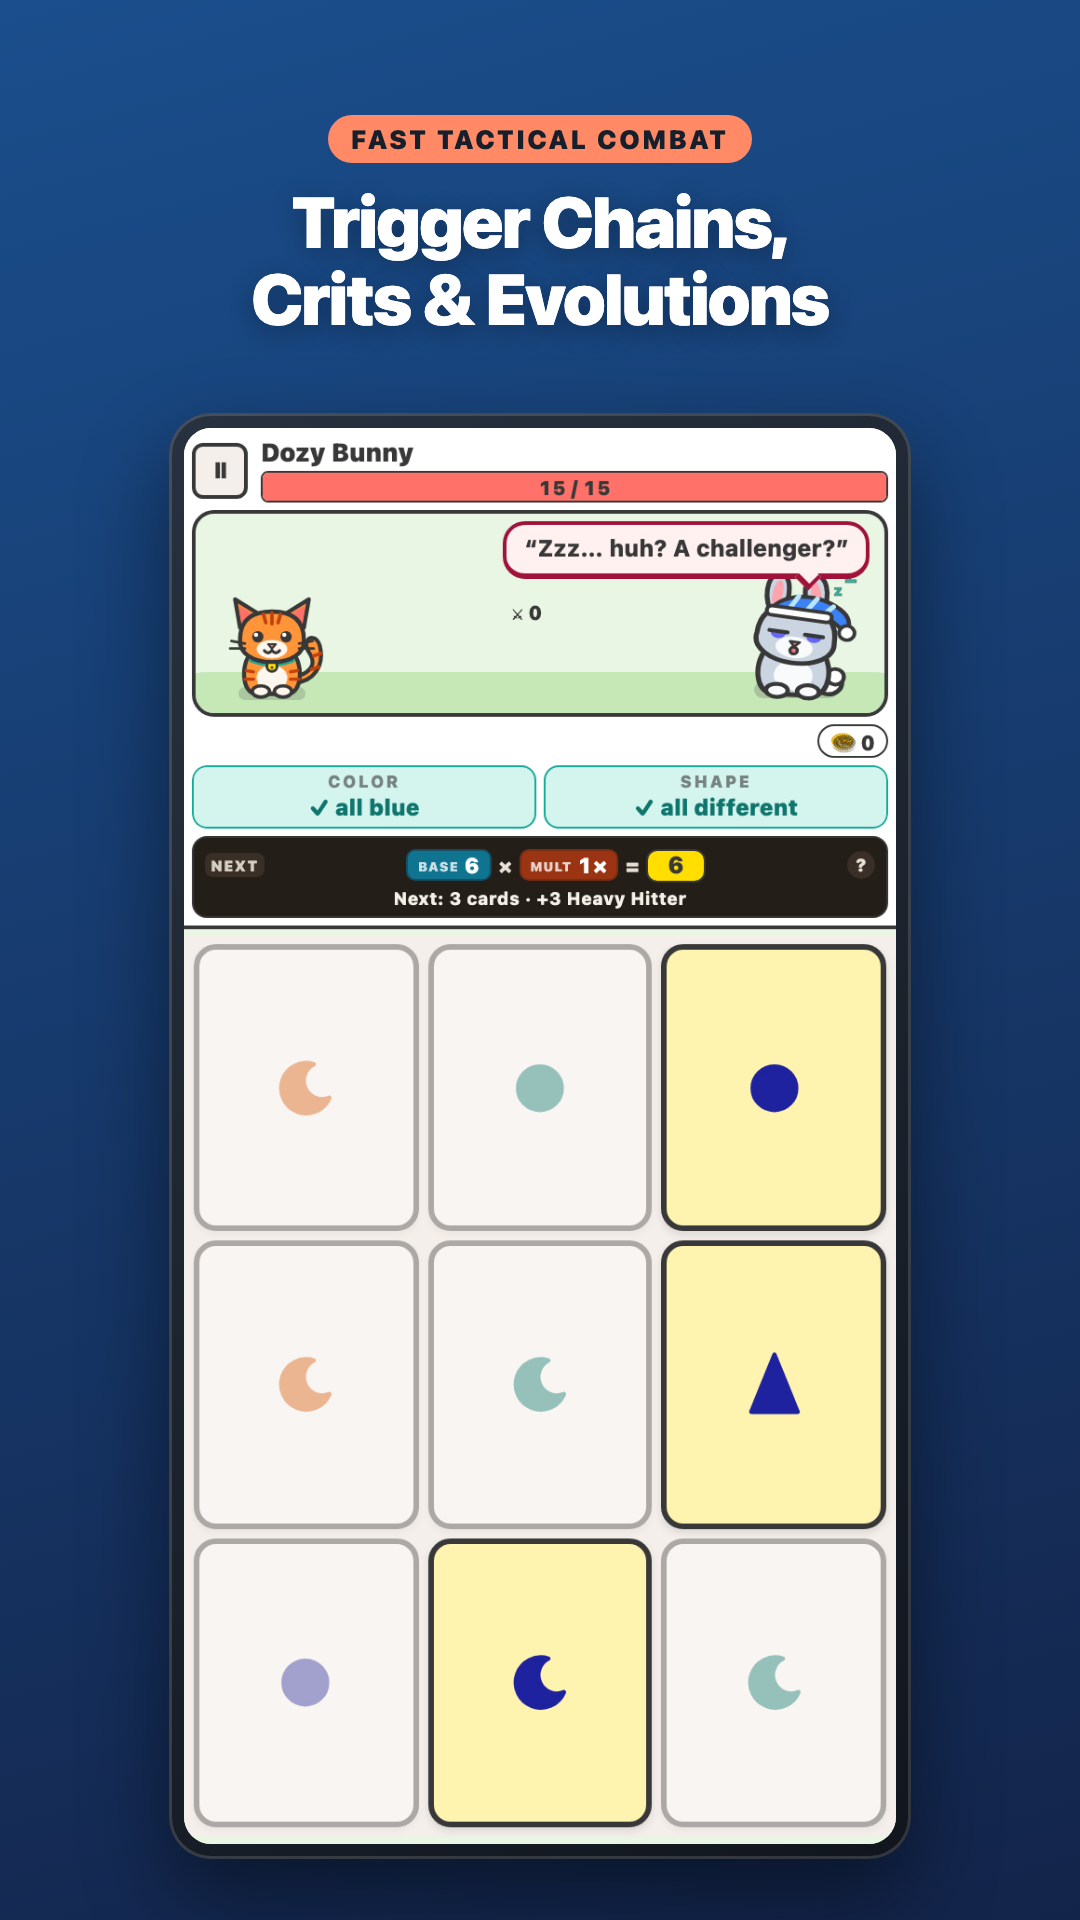 FAST TACTICAL COMBAT
Trigger Chains,
Crits & Evolutions
Dozy Bunny
15 / 15
“Zzz... huh? A challenger?”
z
⚔ 0
0
COLOR
✓ all blue
SHAPE
✓ all different
NEXT
BASE 6 × MULT 1× = 6
?
Next: 3 cards · +3 Heavy Hitter